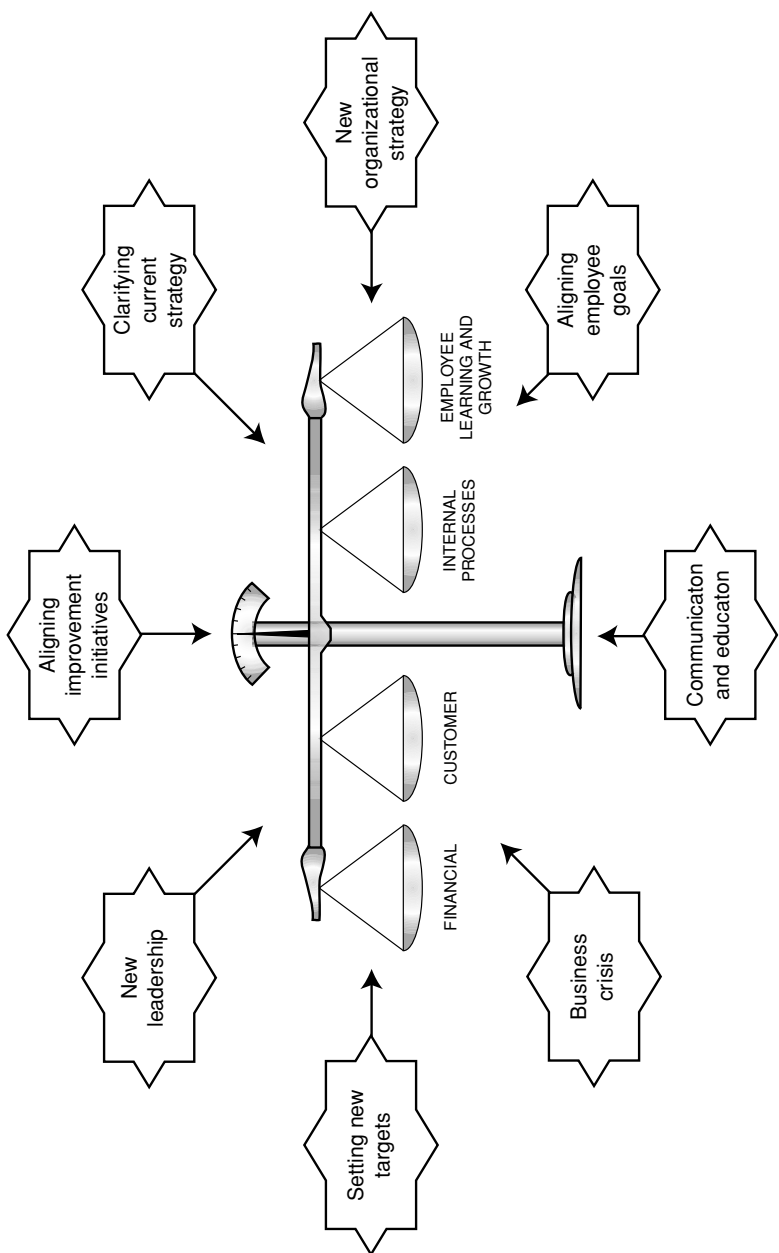 Aligning
improvement
initiatives
New
leadership
Clarifying
current
strategy
Setting new
targets
New
organizational
strategy
FINANCIAL
CUSTOMER
INTERNAL
PROCESSES
EMPLOYEE
LEARNING AND
GROWTH
Business
crisis
Communicaton
and educaton
Aligning
employee
goals